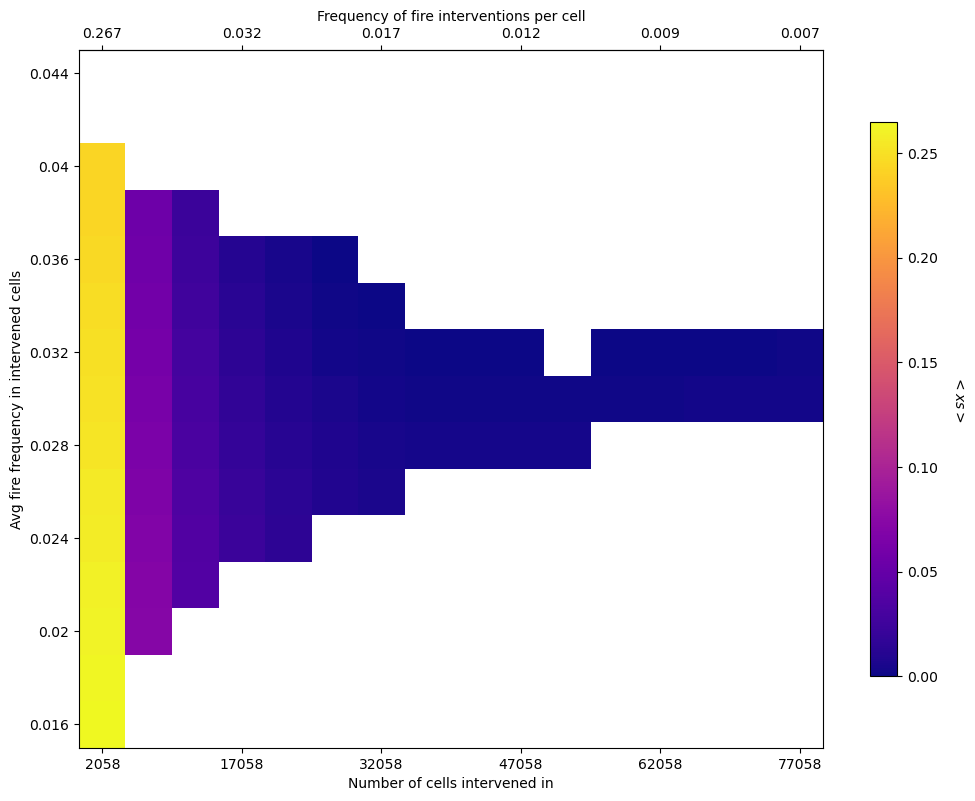 Frequency of fire interventions per cell
0.267 0.032 0.017 0.012 0.009 0.007
0.044
0.04
0.036
0.032
0.028
0.024
0.02
0.016
Avg fire frequency in intervened cells
2058 17058 32058 47058 62058 77058
Number of cells intervened in
0.25
0.20
0.15
0.10
0.05
0.00
< sx >